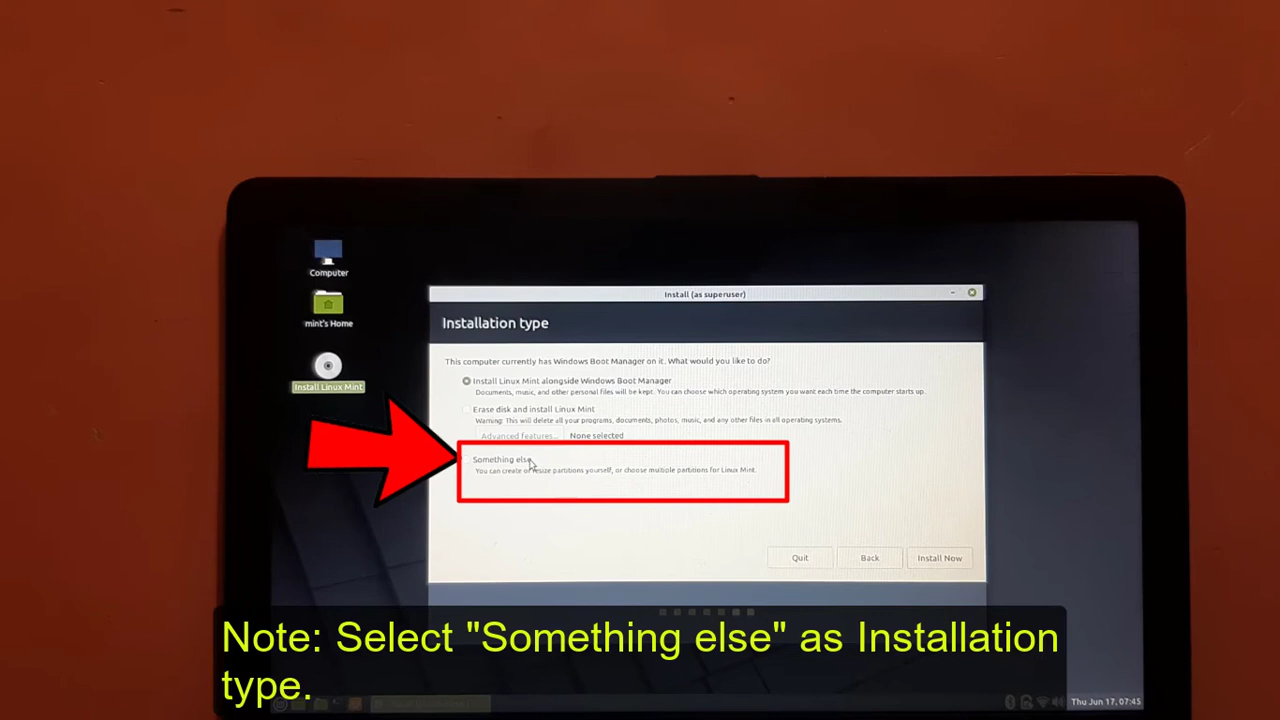 Computer
mint's Home
Install Linux Mint
Install (as superuser)
Installation type
This computer currently has Windows Boot Manager on it. What would you like to do?
Install Linux Mint alongside Windows Boot Manager
Documents, music, and other personal files will be kept. You can choose which operating system you want each time the computer starts up.
Erase disk and install Linux Mint
Warning: This will delete all your programs, documents, photos, music, and any other files in all operating systems.
Advanced features... None selected
Something else
You can create or resize partitions yourself, or choose multiple partitions for Linux Mint.
Quit Back Install Now
Note: Select "Something else" as Installation
type.
Thu Jun 17, 07:45